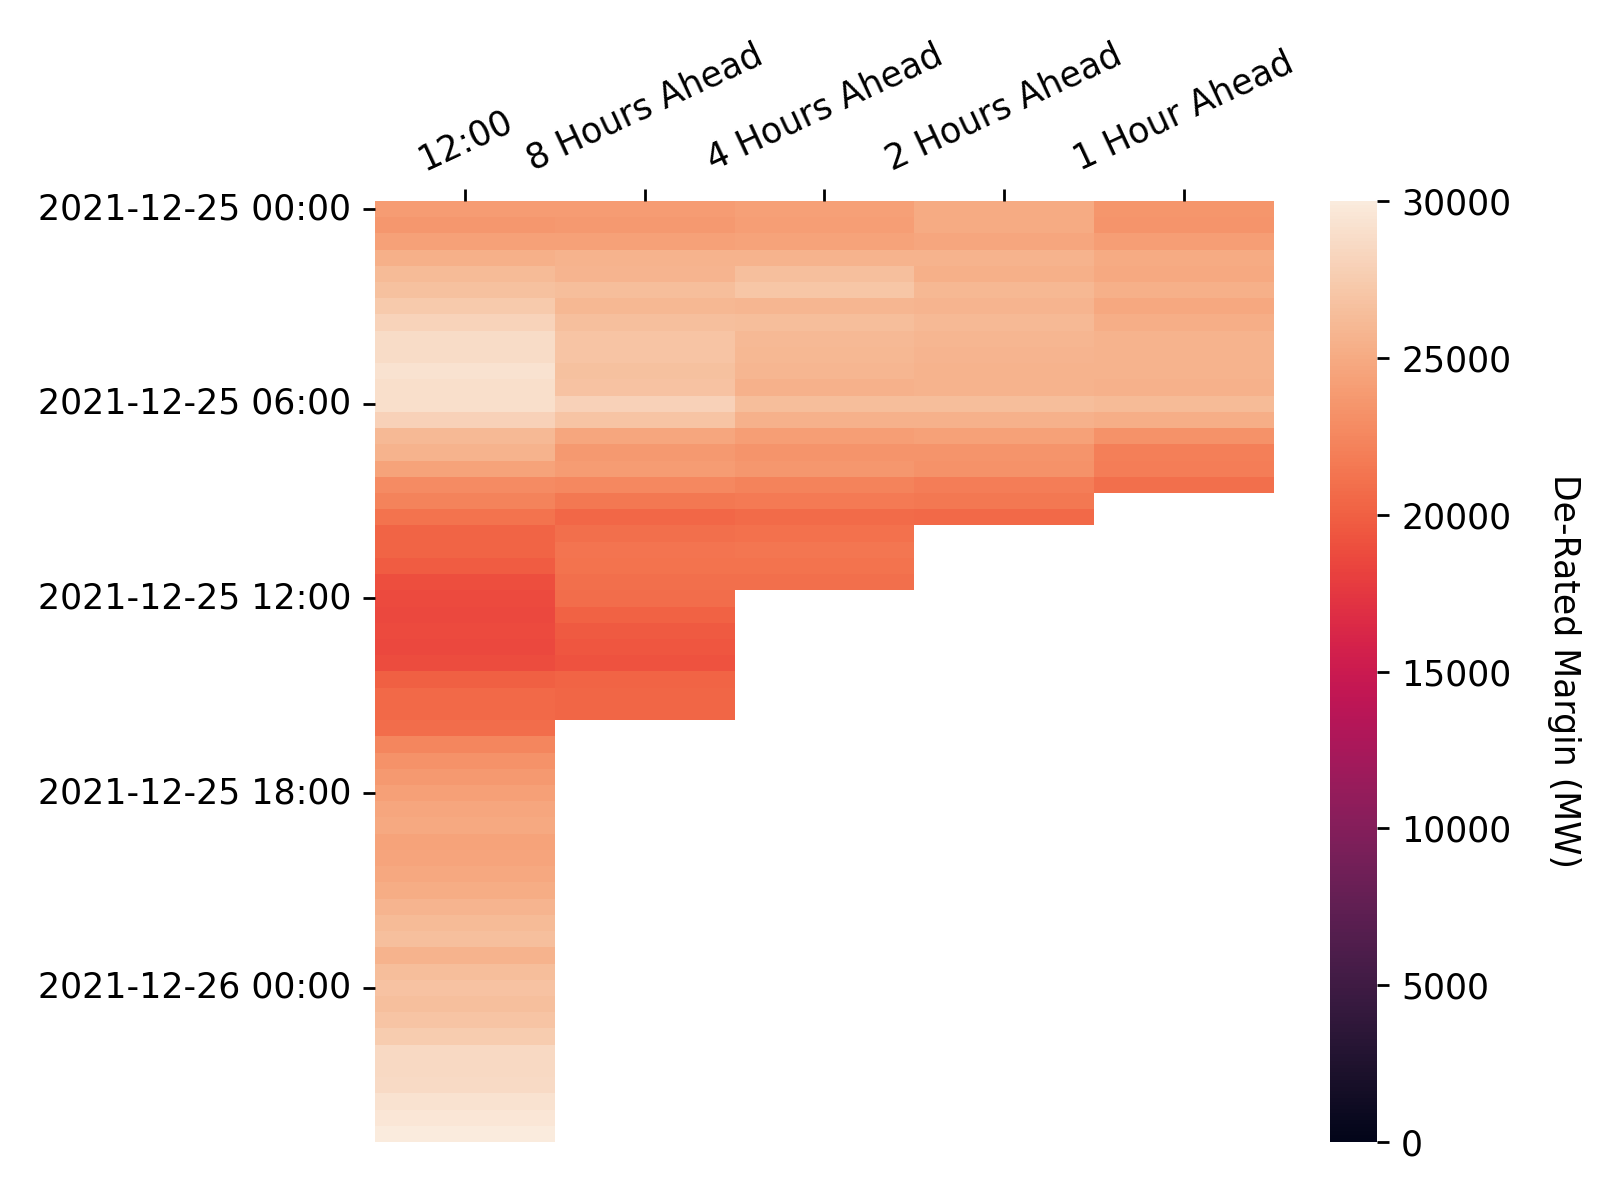 12:00
8 Hours Ahead
4 Hours Ahead
2 Hours Ahead
1 Hour Ahead
2021-12-25 00:00
2021-12-25 06:00
2021-12-25 12:00
2021-12-25 18:00
2021-12-26 00:00
30000
25000
20000
15000
10000
5000
0
De-Rated Margin (MW)